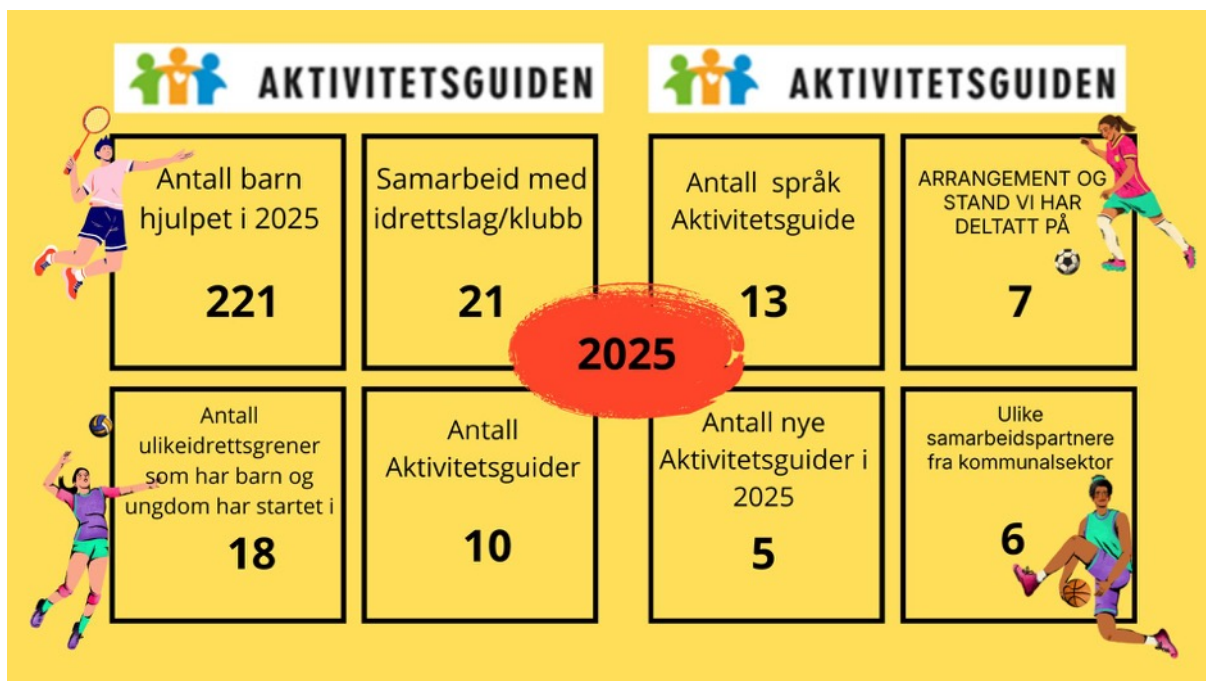 AKTIVITETSGUIDEN
AKTIVITETSGUIDEN
Antall barn
hjulpet i 2025
221
Samarbeid med
idrettslag/klubb
21
Antall språk
Aktivitetsguide
13
ARRANGEMENT OG
STAND VI HAR
DELTATT PÅ
7
2025
Antall
ulikeidrettsgrener
som har barn og
ungdom har startet i
18
Antall
Aktivitetsguider
10
Antall nye
Aktivitetsguider i
2025
5
Ulike
samarbeidspartnere
fra kommunalsektor
6